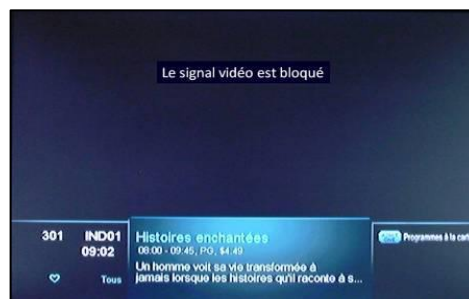 Le signal vidéo est bloqué
301 IND01
09:02
Tous
Histoires enchantées
08:00 - 09:45, PG, $4.49
Un homme voit sa vie transformée à
jamais lorsque les histoires qu'il raconte à s...
Programmes à la cart